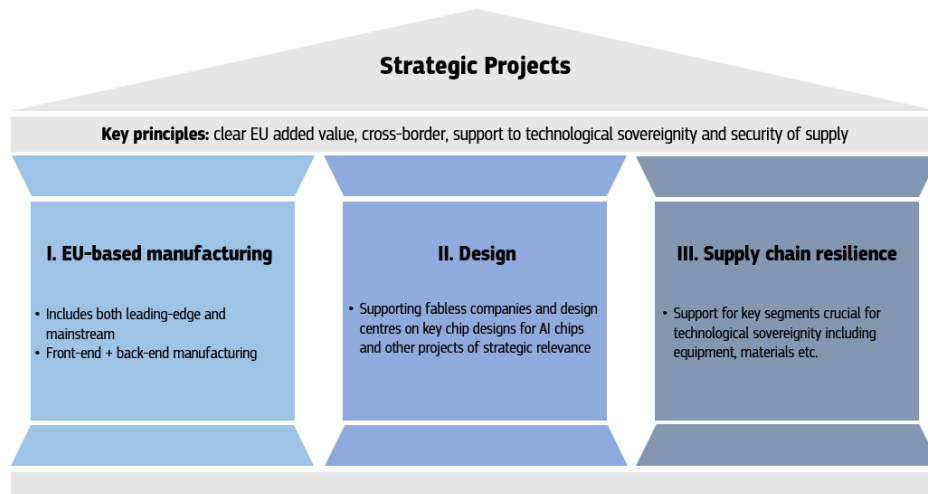 Strategic Projects
Key principles: clear EU added value, cross-border, support to technological sovereignity and security of supply
I. EU-based manufacturing
• Includes both leading-edge and
mainstream
• Front-end + back-end manufacturing
II. Design
• Supporting fabless companies and design
centres on key chip designs for AI chips
and other projects of strategic relevance
III. Supply chain resilience
• Support for key segments crucial for
technological sovereignity including
equipment, materials etc.